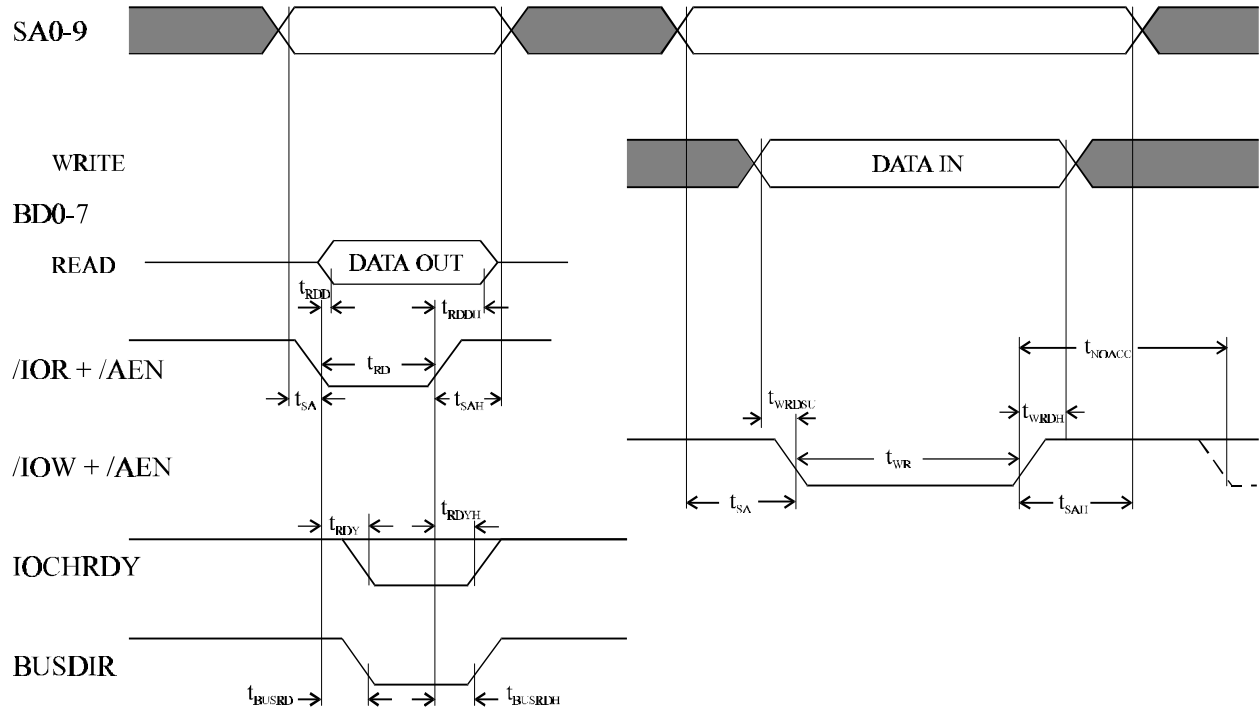 SA0-9
WRITE
DATA IN
BD0-7
READ
DATA OUT
tRDD
tRDDH
/IOR + /AEN
tRD
tNOACC
tSA
tSAH
tWRDSU
tWRDH
/IOW + /AEN
tWR
tSA
tSAH
tRDY
tRDYH
IOCHRDY
BUSDIR
tBUSRD
tBUSRDH